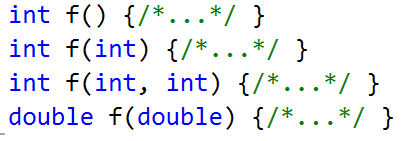 int f() {/*...*/ }
int f(int) {/*...*/ }
int f(int, int) {/*...*/ }
double f(double) {/*...*/ }